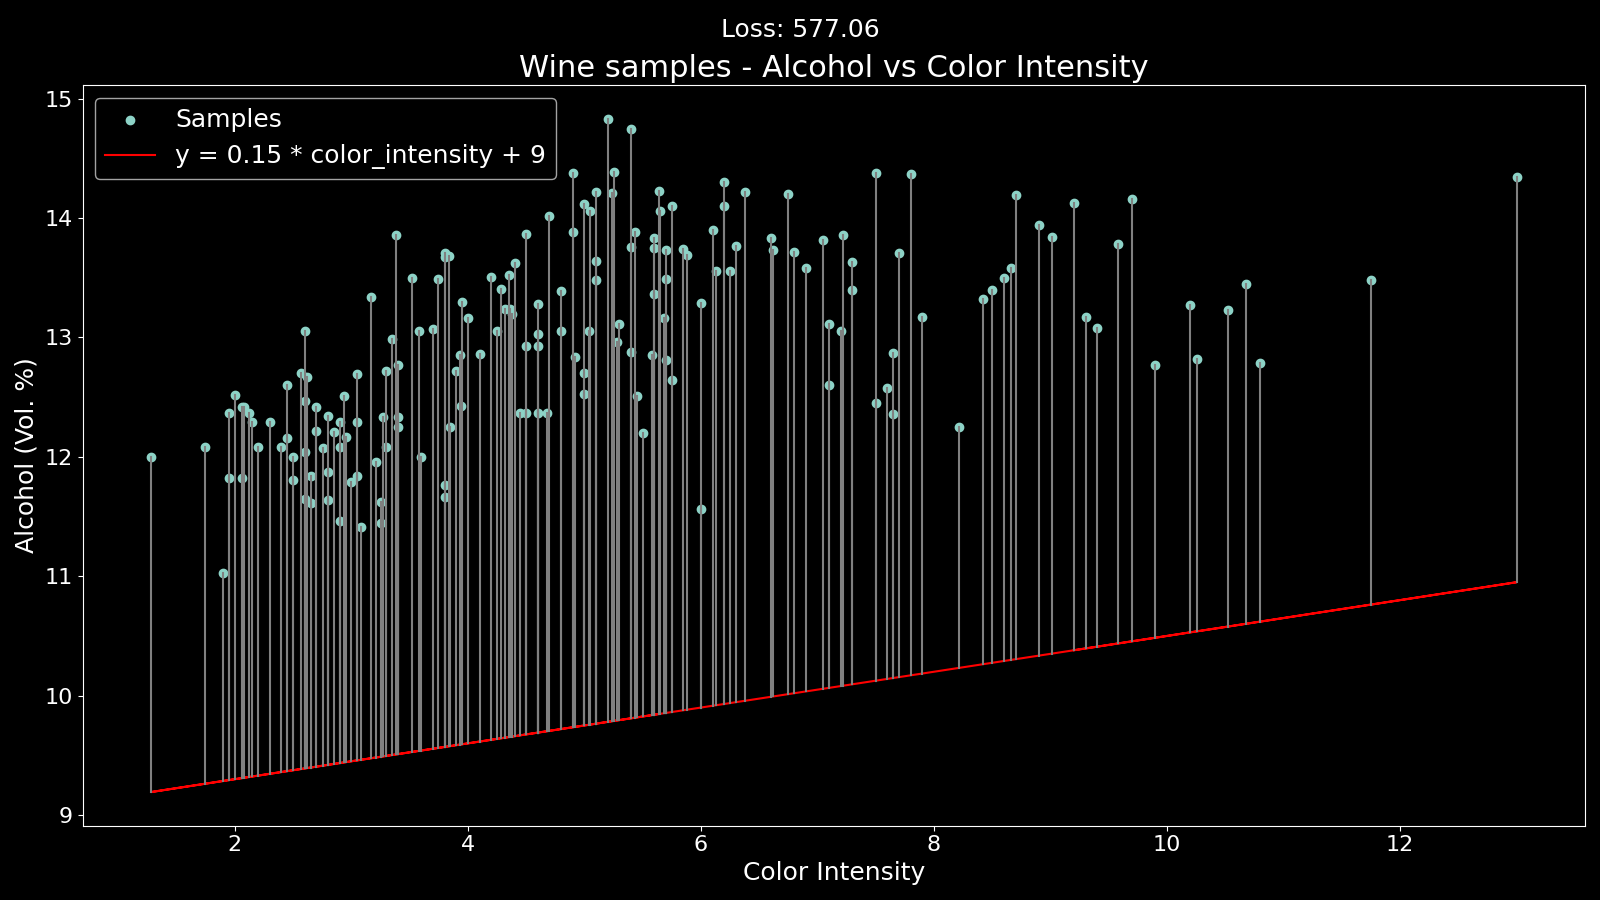 Loss: 577.06
Wine samples - Alcohol vs Color Intensity
Samples
y = 0.15 * color_intensity + 9
Alcohol (Vol. %)
15
14
13
12
11
10
9
2 4 6 8 10 12
Color Intensity